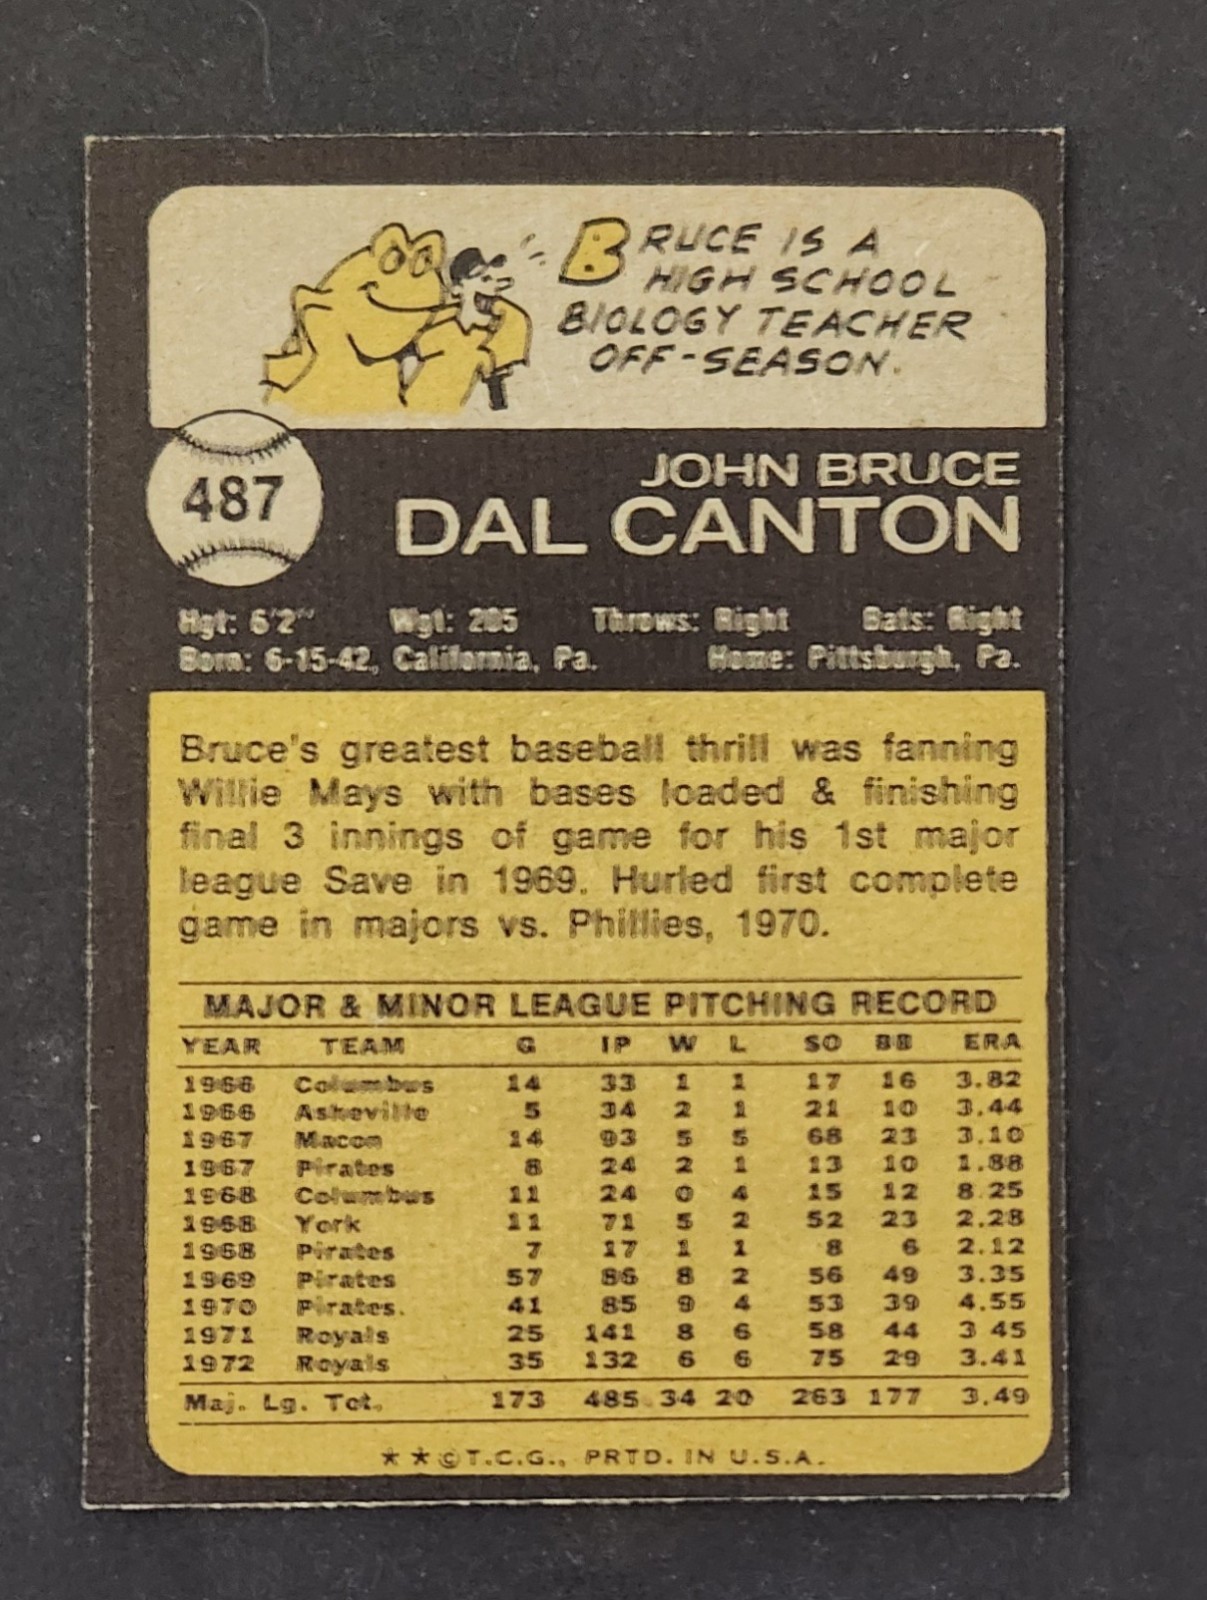 BRUCE IS A
HIGH SCHOOL
BIOLOGY TEACHER
OFF-SEASON.
487
JOHN BRUCE
DAL CANTON
Hgt: 6'2" Wgt: 205 Throws: Right Bats: Right
Born: 6-15-42, California, Pa. Home: Pittsburgh, Pa.
Bruce's greatest baseball thrill was fanning
Willie Mays with bases loaded & finishing
final 3 innings of game for his 1st major
league Save in 1969. Hurled first complete
game in majors vs. Phillies, 1970.
MAJOR & MINOR LEAGUE PITCHING RECORD
YEAR TEAM G IP W L SO BB ERA
1966 Columbus 14 33 1 1 17 16 3.82
1966 Asheville 5 34 2 1 21 10 3.44
1967 Macon 14 93 5 5 68 23 3.10
1967 Pirates 8 24 2 1 13 10 1.88
1968 Columbus 11 24 0 4 15 12 8.25
1968 York 11 71 5 2 52 23 2.28
1968 Pirates 7 17 1 1 8 6 2.12
1969 Pirates 57 86 8 2 56 49 3.35
1970 Pirates. 41 85 9 4 53 39 4.55
1971 Royals 25 141 8 6 58 44 3 45
1972 Royals 35 132 6 6 75 29 3.41
Maj. Lg. Tot. 173 485 34 20 263 177 3.49
★★©T.C.G., PRTD. IN U.S.A.